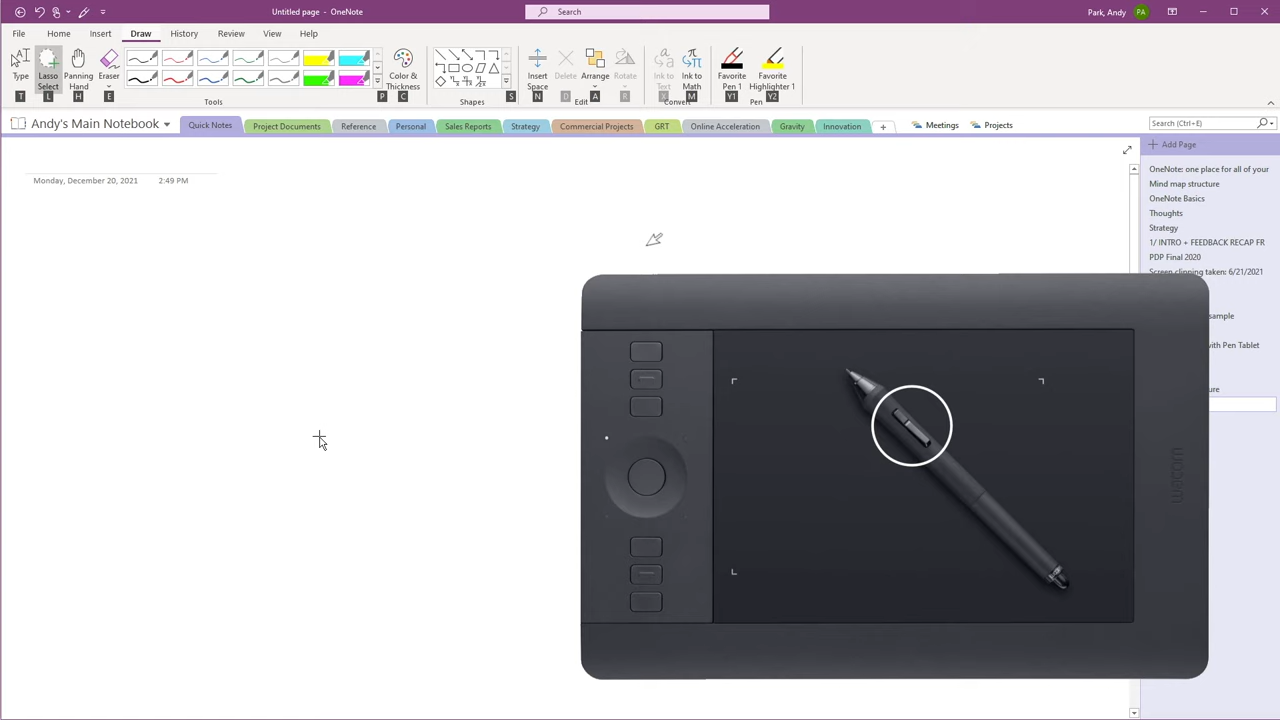 Untitled page - OneNote
Search
Park, Andy
PA
File
Home
Insert
Draw
History
Review
View
Help
Type
Lasso Select
Panning Hand
Eraser
Color & Thickness
Insert Space
Delete
Arrange
Rotate
Ink to Text
Ink to Math
Favorite Pen 1
Favorite Highlighter 1
T
L
H
E
P
C
S
N
D
A
R
X
M
Y1
Y2
Tools
Shapes
Edit
Convert
Pen
Andy's Main Notebook
Quick Notes
Project Documents
Reference
Personal
Sales Reports
Strategy
Commercial Projects
GRT
Online Acceleration
Gravity
Innovation
Meetings
Projects
Search (Ctrl+E)
Add Page
Monday, December 20, 2021
2:49 PM
OneNote: one place for all of your
Mind map structure
OneNote Basics
Thoughts
Strategy
1/ INTRO + FEEDBACK RECAP FR
PDP Final 2020
Screen clipping taken: 6/21/2021
sample
with Pen Tablet
ure
wacom